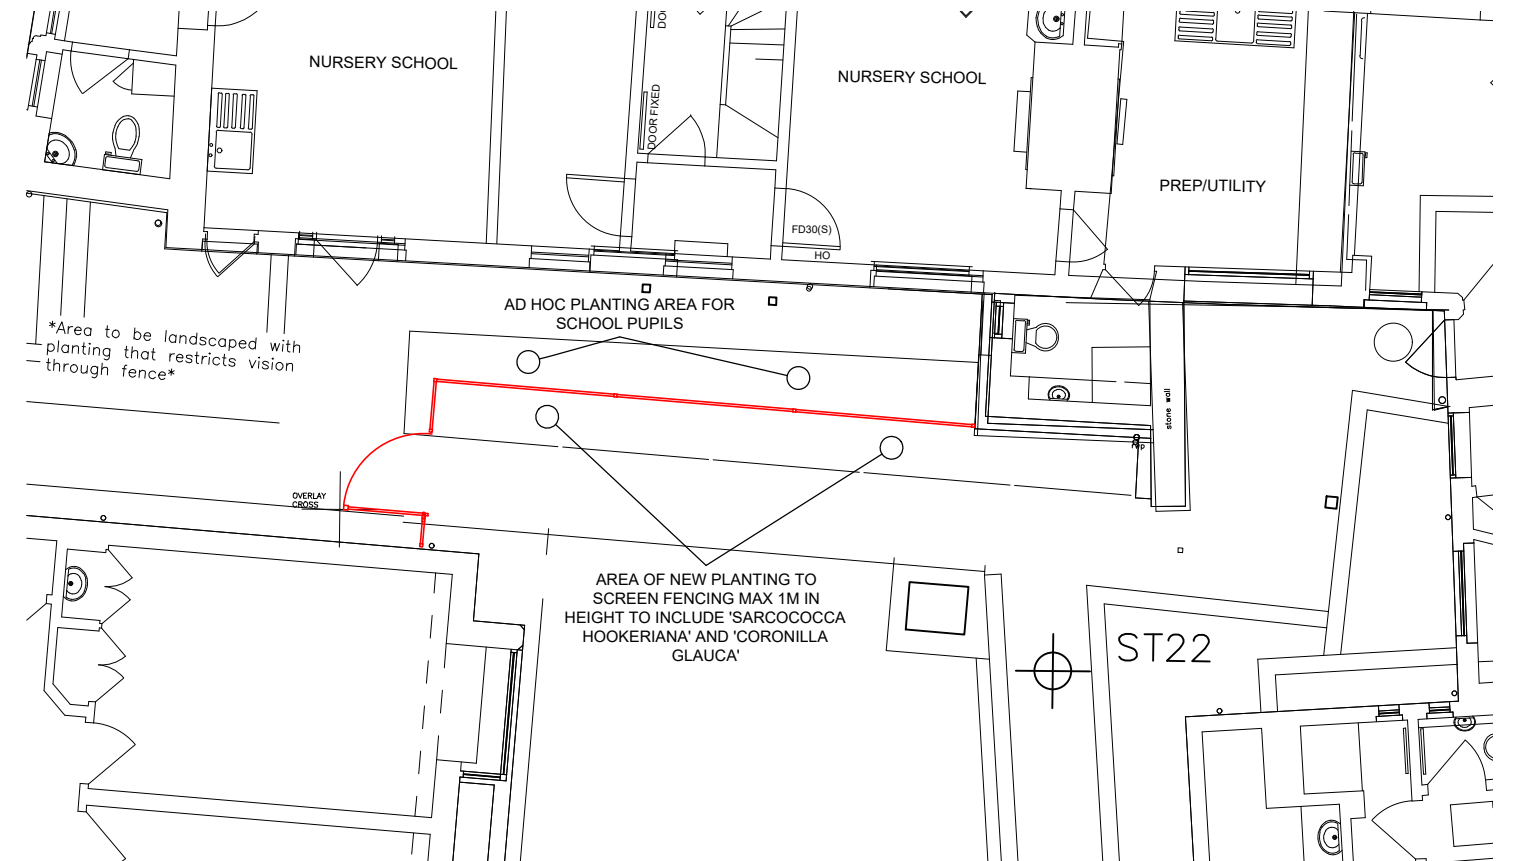 NURSERY SCHOOL
NURSERY SCHOOL
DOOR FIXED
PREP/UTILITY
FD30(S)
HO
AD HOC PLANTING AREA FOR
SCHOOL PUPILS
*Area to be landscaped with
planting that restricts vision
through fence*
stone wall
OVERLAY
CROSS
AREA OF NEW PLANTING TO
SCREEN FENCING MAX 1M IN
HEIGHT TO INCLUDE 'SARCOCOCCA
HOOKERIANA' AND 'CORONILLA
GLAUCA'
ST22